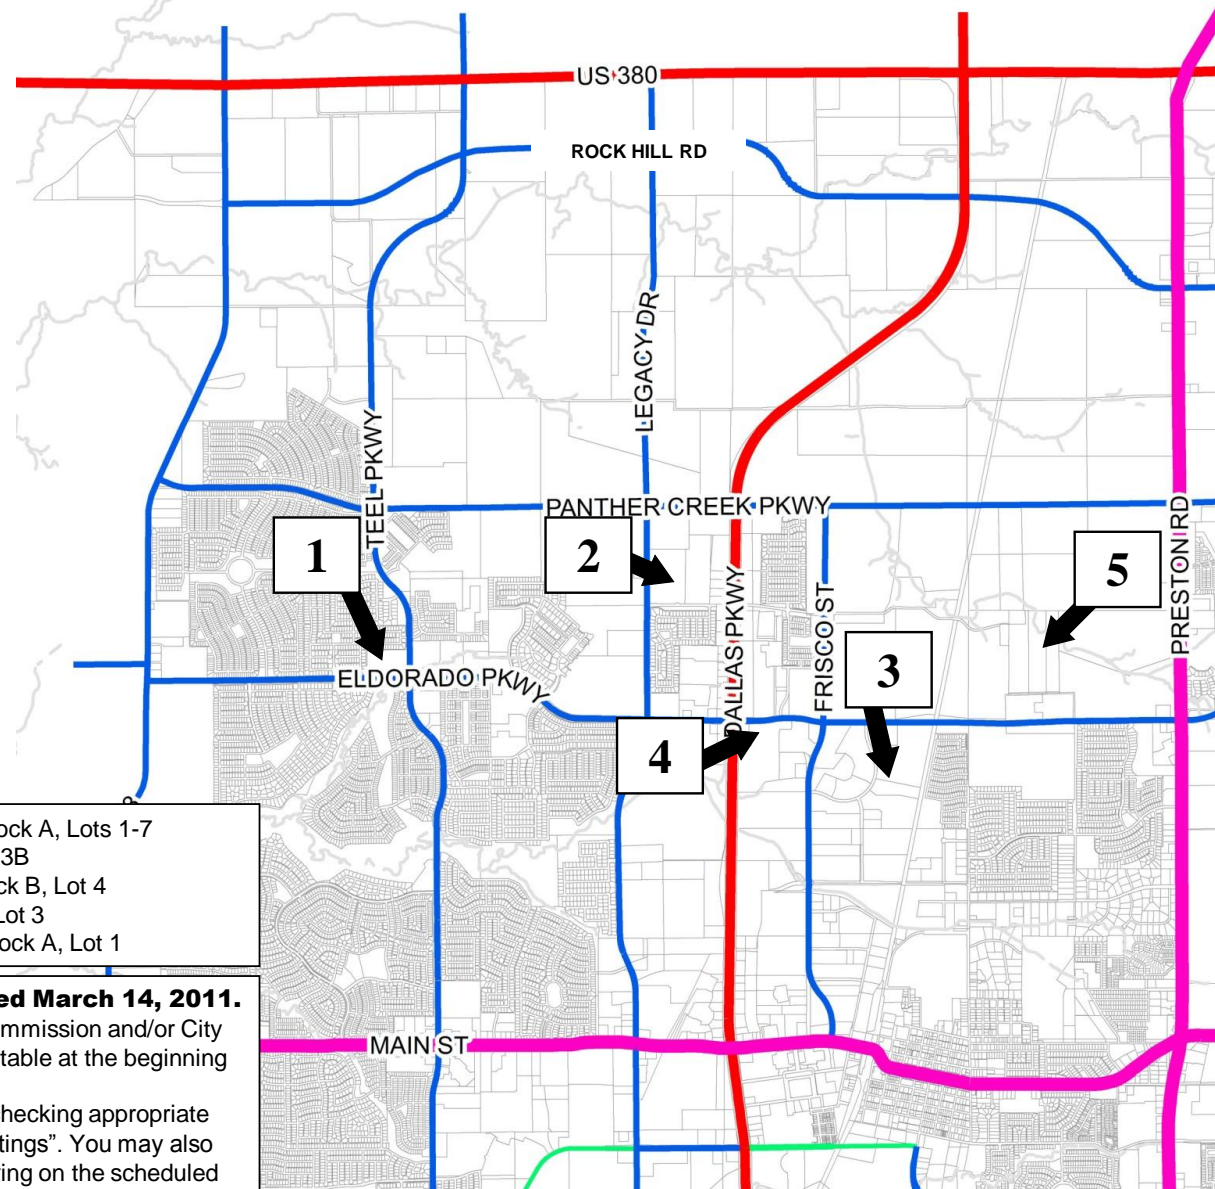 US 380
ROCK HILL RD
LEGACY DR
TEEL PKWY
PANTHER CREEK PKWY
PRESTON RD
1
2
5
DALLAS PKWY
FRISCO ST
3
ELDORADO PKWY
4
ock A, Lots 1-7
3B
ck B, Lot 4
Lot 3
ock A, Lot 1
ed March 14, 2011.
mmission and/or City
table at the beginning
MAIN ST
checking appropriate
tings”. You may also
ring on the scheduled